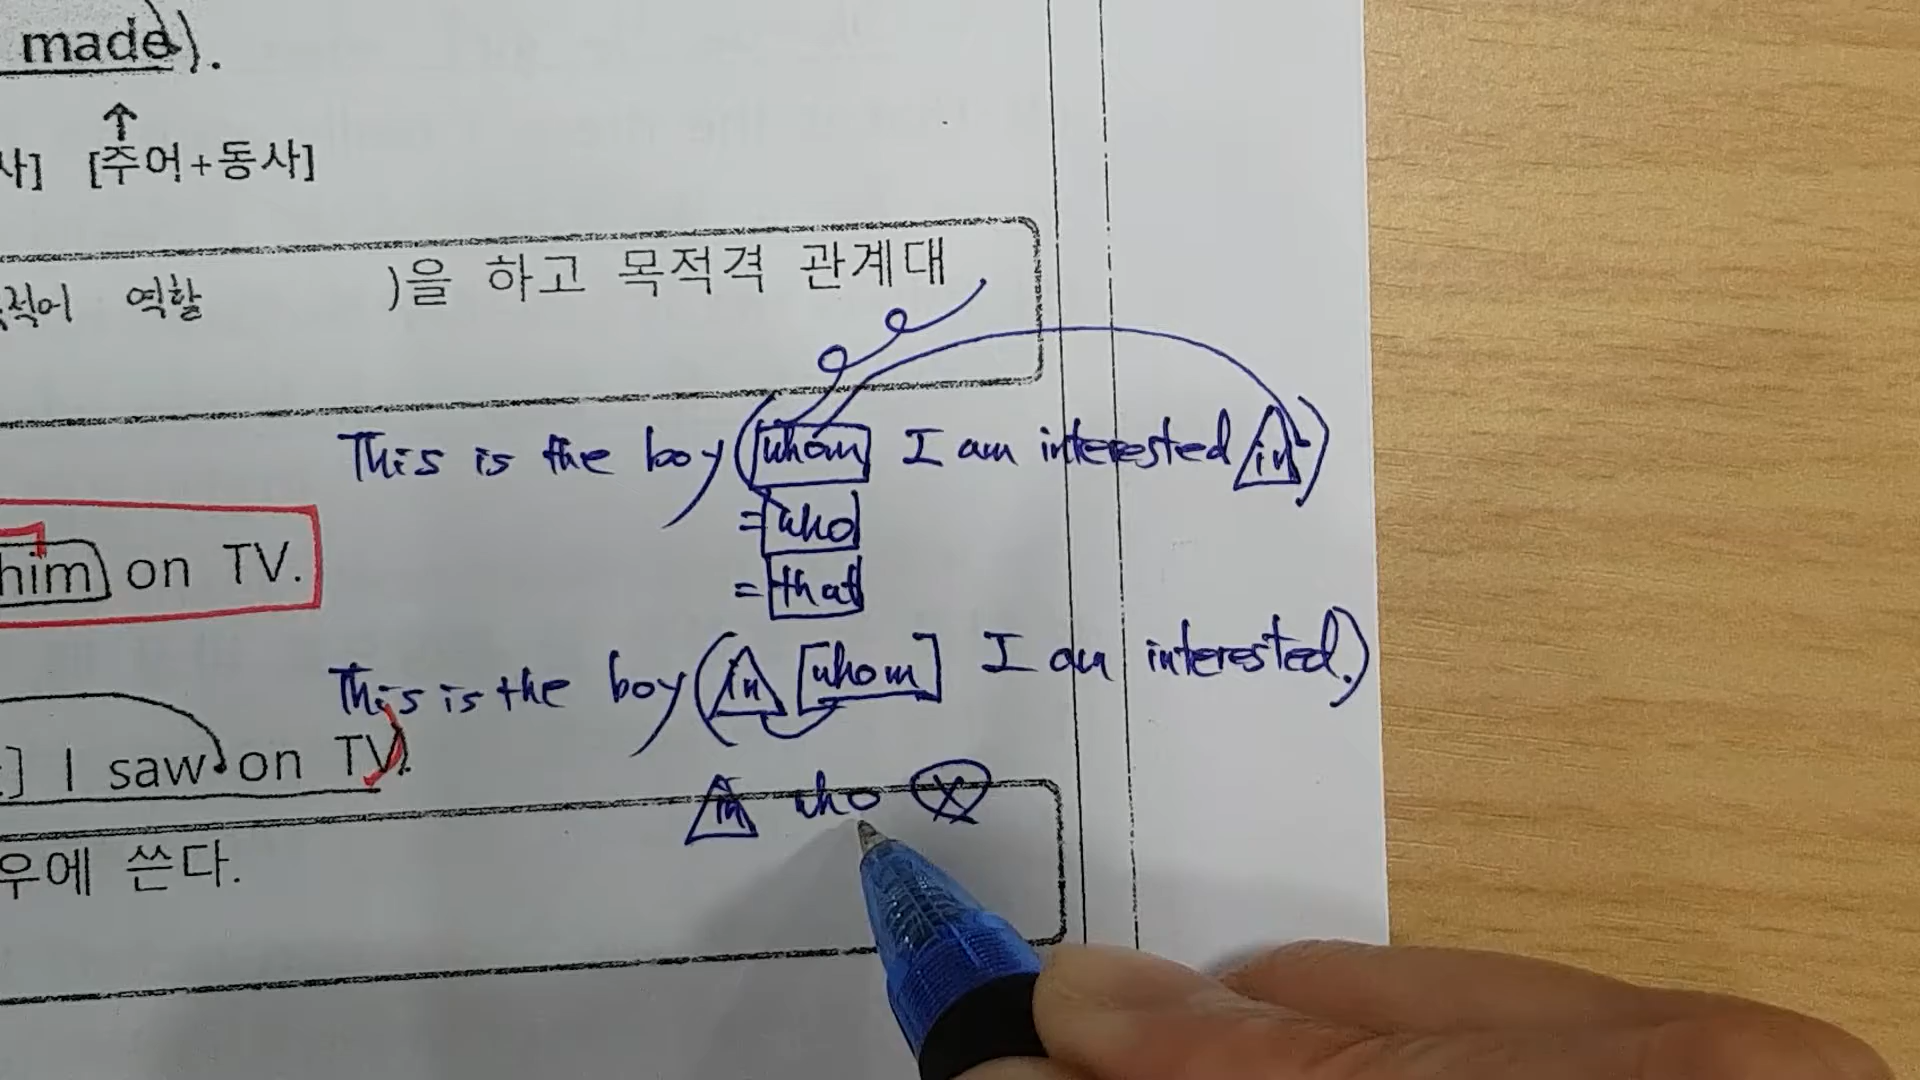 made).
[주어+동사]
역할 )을 하고 목적격 관계대
This is the boy (whom I am interested in)
= who
him on TV.
= that
This is the boy (in [whom] I am interested.)
] I saw on TV).
in who X
우에 쓴다.